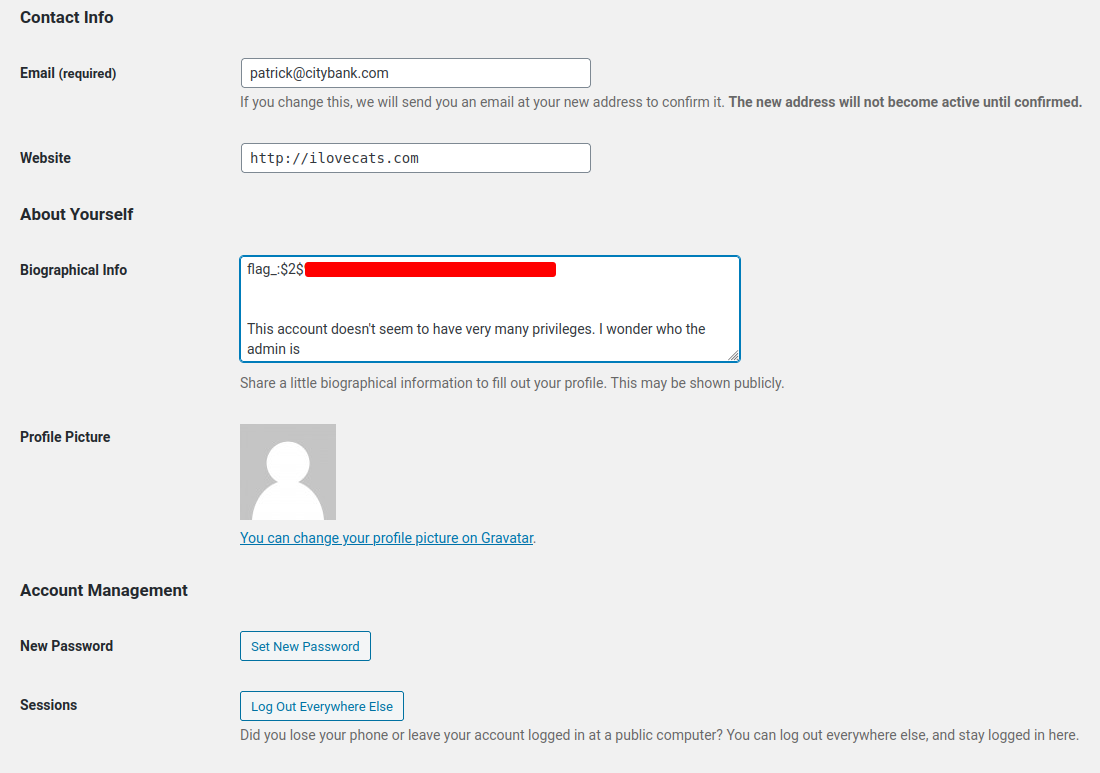 Contact Info
Email (required)
patrick@citybank.com
If you change this, we will send you an email at your new address to confirm it. The new address will not become active until confirmed.
Website
http://ilovecats.com
About Yourself
Biographical Info
flag_:$2$
This account doesn't seem to have very many privileges. I wonder who the
admin is
Share a little biographical information to fill out your profile. This may be shown publicly.
Profile Picture
You can change your profile picture on Gravatar.
Account Management
New Password
Set New Password
Sessions
Log Out Everywhere Else
Did you lose your phone or leave your account logged in at a public computer? You can log out everywhere else, and stay logged in here.